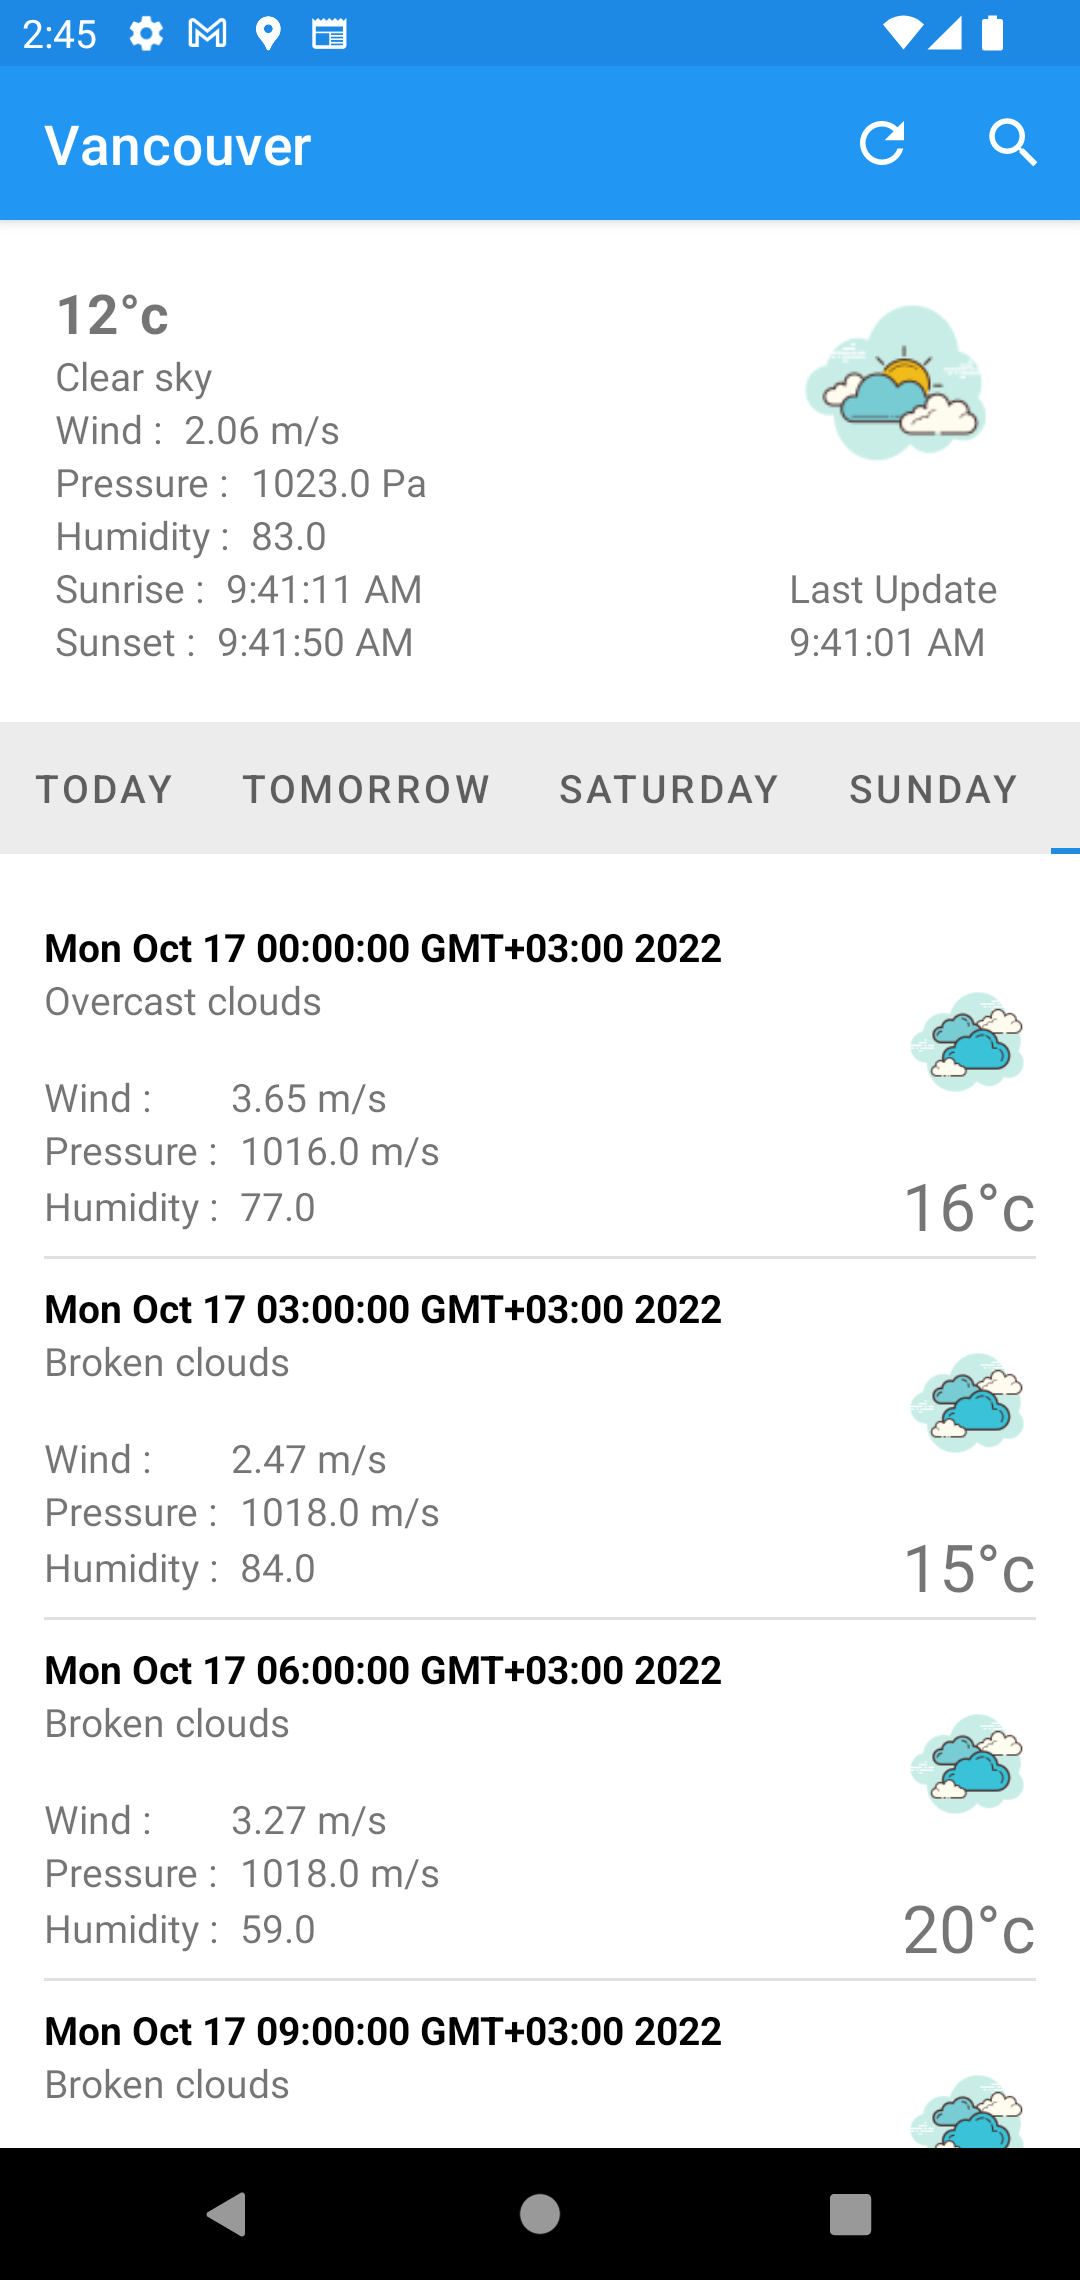 2:45
Vancouver
12°c
Clear sky
Wind : 2.06 m/s
Pressure : 1023.0 Pa
Humidity : 83.0
Sunrise : 9:41:11 AM
Sunset : 9:41:50 AM
Last Update
9:41:01 AM
TODAY TOMORROW SATURDAY SUNDAY
Mon Oct 17 00:00:00 GMT+03:00 2022
Overcast clouds
Wind : 3.65 m/s
Pressure : 1016.0 m/s
Humidity : 77.0
16°c
Mon Oct 17 03:00:00 GMT+03:00 2022
Broken clouds
Wind : 2.47 m/s
Pressure : 1018.0 m/s
Humidity : 84.0
15°c
Mon Oct 17 06:00:00 GMT+03:00 2022
Broken clouds
Wind : 3.27 m/s
Pressure : 1018.0 m/s
Humidity : 59.0
20°c
Mon Oct 17 09:00:00 GMT+03:00 2022
Broken clouds